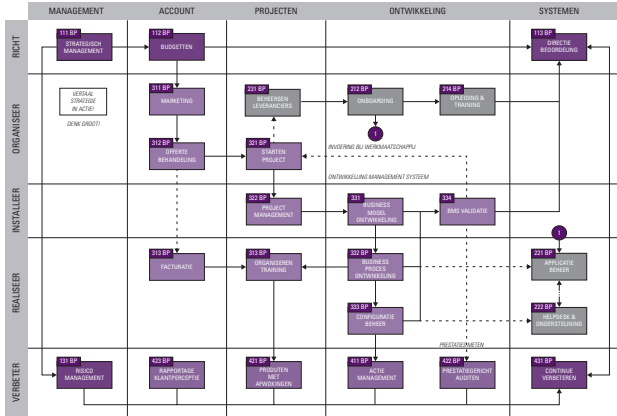 MANAGEMENT
ACCOUNT
PROJECTEN
ONTWIKKELING
SYSTEMEN
RICHT
111 BP
STRATEGISCH
MANAGEMENT
112 BP
BUDGETTEN
113 BP
DIRECTIE
BEOORDELING
ORGANISEER
VERTAAL
STRATEGIE
IN ACTIE!
DENK GROOT!
311 BP
MARKETING
231 BP
BEHEERSEN
LEVERANCIERS
212 BP
ONBOARDING
214 BP
OPLEIDING &
TRAINING
1
312 BP
OFFERTE
BEHANDELING
321 BP
STARTEN
PROJECT
INVOERING BIJ WERKMAATSCHAPPIJ
ONTWIKKELLING MANAGEMENT SYSTEEM
INSTALLEER
322 BP
PROJECT
MANAGEMENT
331
BUSINESS
MODEL
ONTWIKKELING
334
BMS VALIDATIE
1
REALISEER
313 BP
FACTURATIE
313 BP
ORGANISEREN
TRAINING
332 BP
BUSINESS
PROCES
ONTWIKKELING
221 BP
APPLICATIE
BEHEER
333 BP
CONFIGURATIE
BEHEER
222 BP
HELPDESK &
ONDERSTELINING
PRESTATIEINMETEN
VERBETER
131 BP
RISICO
MANAGEMENT
423 BP
RAPPORTAGE
KLANTPERCEPTIE
421 BP
PRODUTEN
MET
AFWIJKINGEN
411 BP
ACTIE
MANAGEMENT
422 BP
PRESTATIEGERICHT
AUDITEN
431 BP
CONTINUE
VERBETEREN